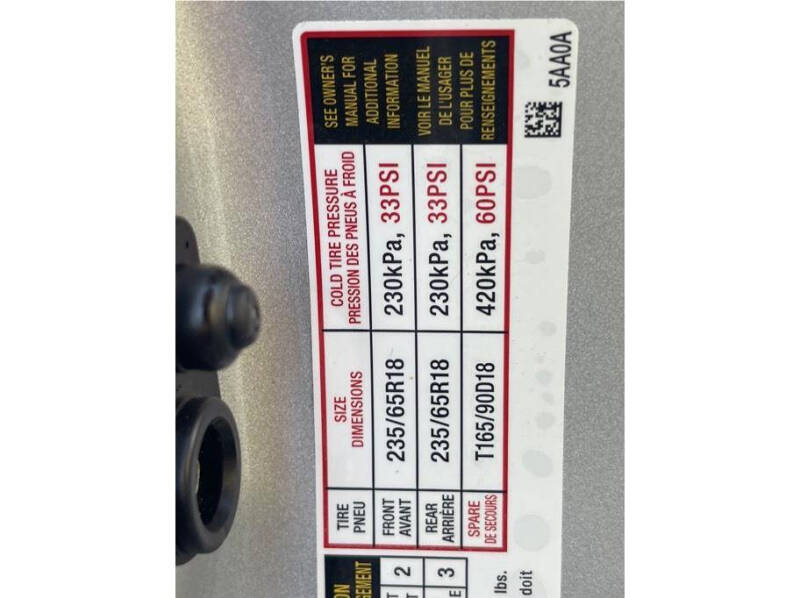 TIRE
PNEU
SIZE
DIMENSIONS
COLD TIRE PRESSURE
PRESSION DES PNEUS À FROID
SEE OWNER'S
MANUAL FOR
ADDITIONAL
INFORMATION
VOIR LE MANUEL
DE L'USAGER
POUR PLUS DE
RENSEIGNEMENTS
FRONT
AVANT
235/65R18
230kPa, 33PSI
REAR
ARRIÈRE
235/65R18
230kPa, 33PSI
SPARE
DE SECOURS
T165/90D18
420kPa, 60PSI
5AA0A
2
3
lbs.
doit